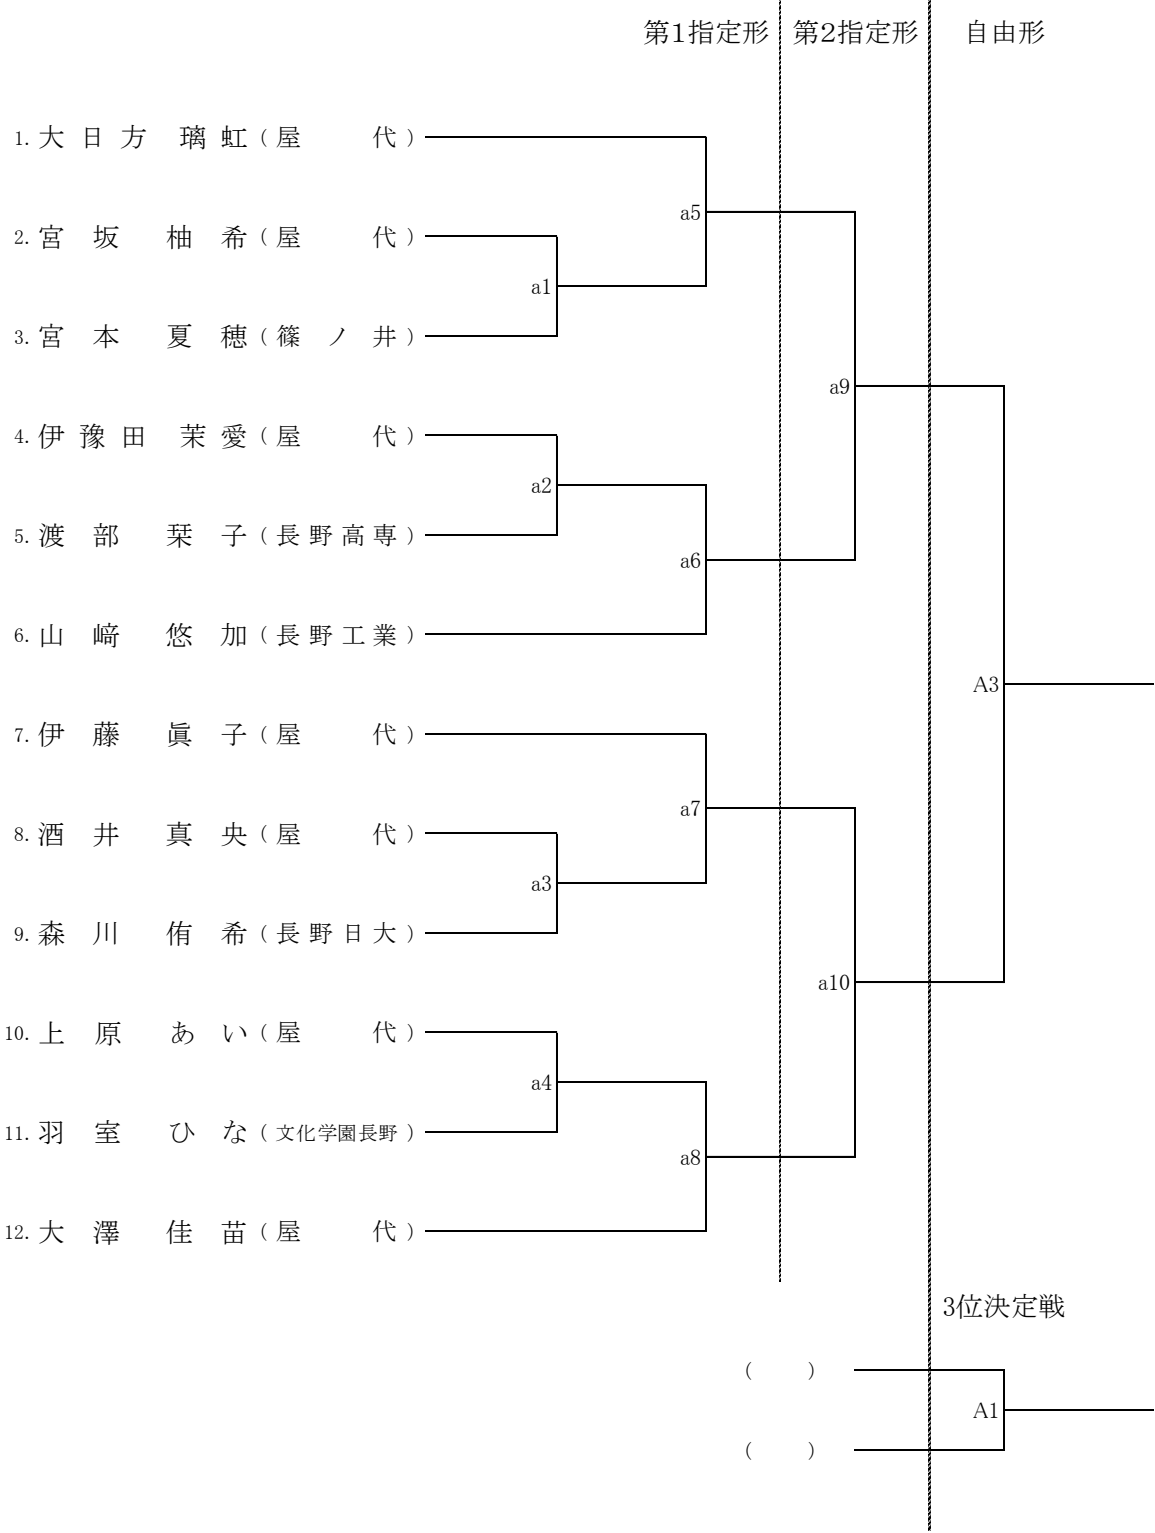 第1指定形 第2指定形 自由形
1. 大日方 璃虹 (屋代)
a5
2. 宮坂 柚希 (屋代)
a1
3. 宮本 夏穂 (篠ノ井)
a9
4. 伊豫田 茉愛 (屋代)
a2
5. 渡部 栞子 (長野高専)
a6
6. 山﨑 悠加 (長野工業)
A3
7. 伊藤 眞子 (屋代)
a7
8. 酒井 真央 (屋代)
a3
9. 森川 侑希 (長野日大)
a10
10. 上原 あい (屋代)
a4
11. 羽室 ひな (文化学園長野)
a8
12. 大澤 佳苗 (屋代)
3位決定戦
( )
A1
( )